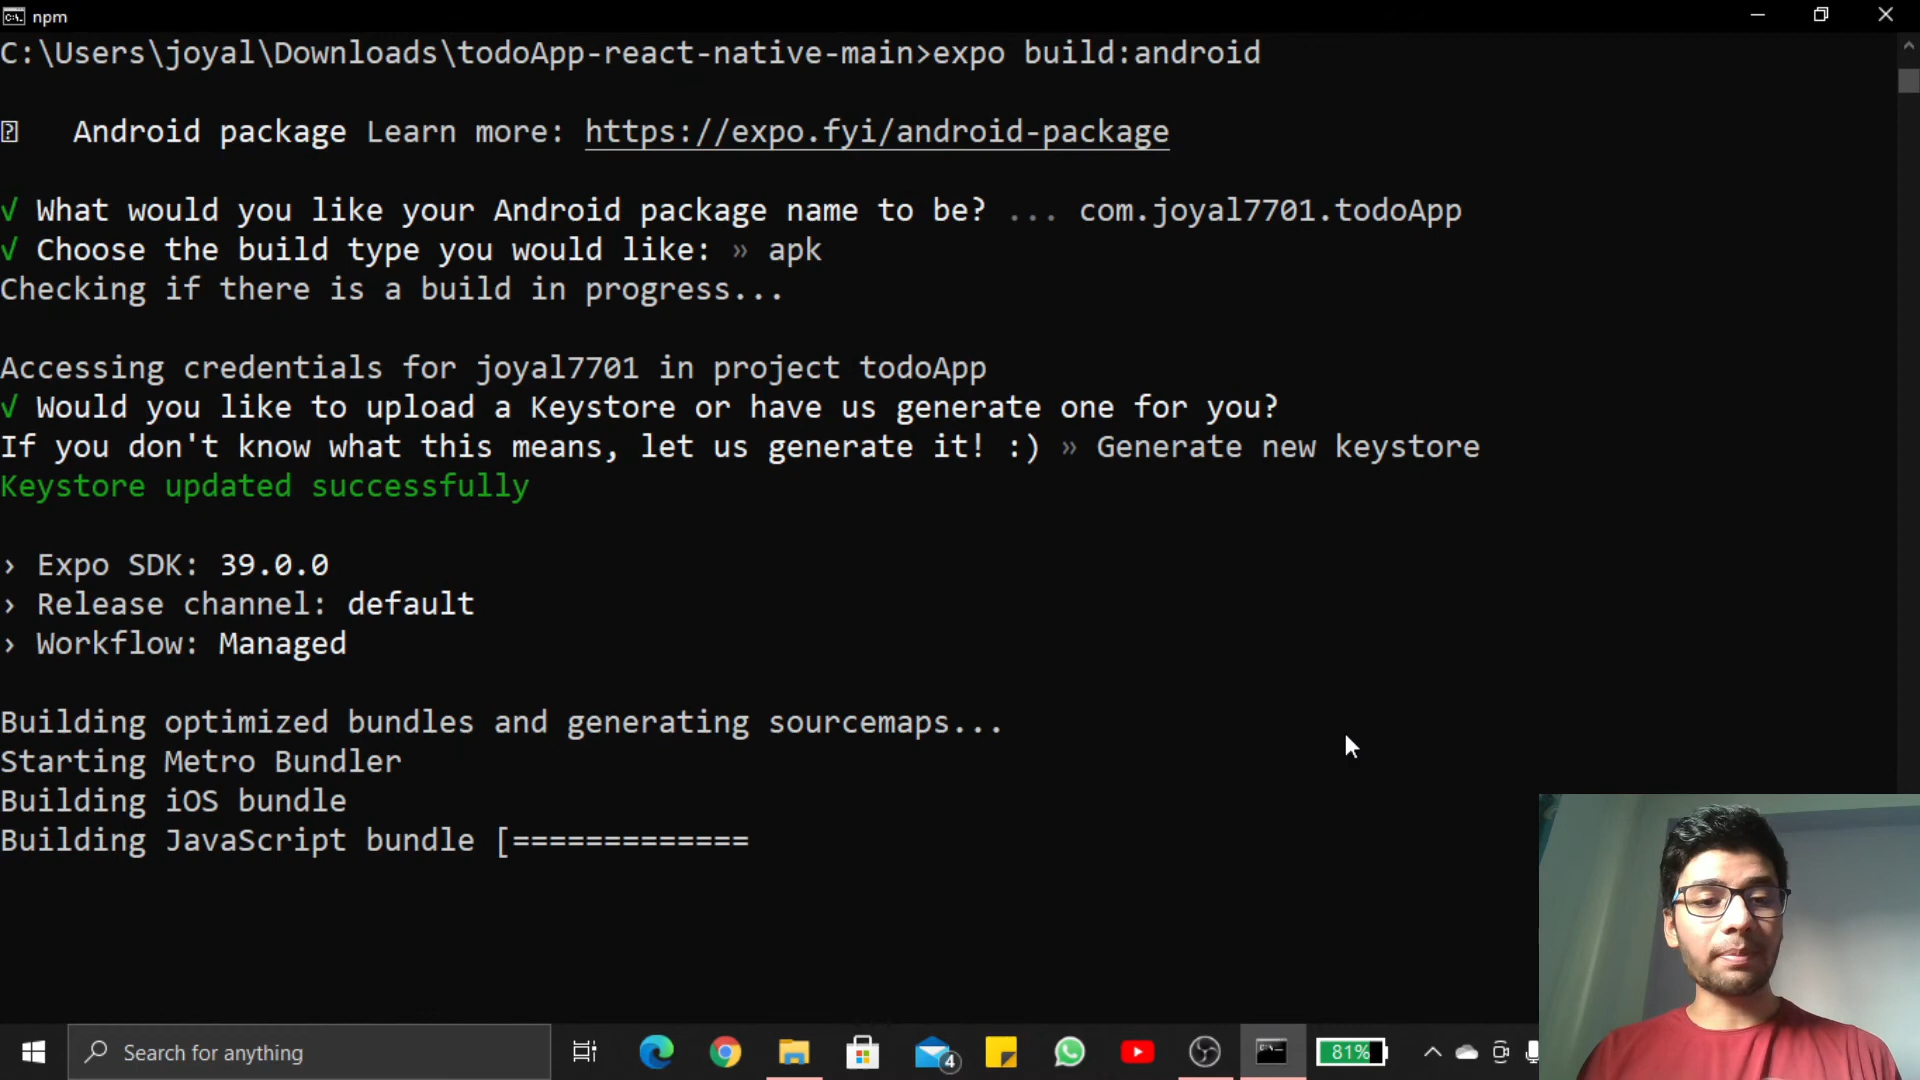 npm
C:\Users\joyal\Downloads\todoApp-react-native-main>expo build:android
Android package Learn more: https://expo.fyi/android-package
√ What would you like your Android package name to be? ... com.joyal7701.todoApp
√ Choose the build type you would like: » apk
Checking if there is a build in progress...
Accessing credentials for joyal7701 in project todoApp
√ Would you like to upload a Keystore or have us generate one for you?
If you don't know what this means, let us generate it! :) » Generate new keystore
Keystore updated successfully
› Expo SDK: 39.0.0
› Release channel: default
› Workflow: Managed
Building optimized bundles and generating sourcemaps...
Starting Metro Bundler
Building iOS bundle
Building JavaScript bundle [=============
Search for anything
4
81%